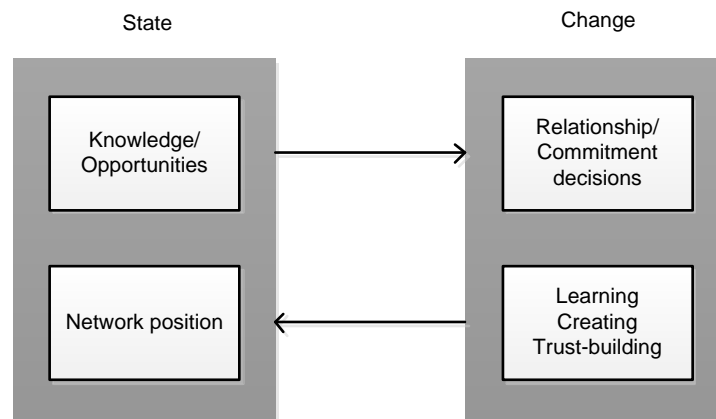 State
Change
Knowledge/
Opportunities
Relationship/
Commitment
decisions
Network position
Learning
Creating
Trust-building